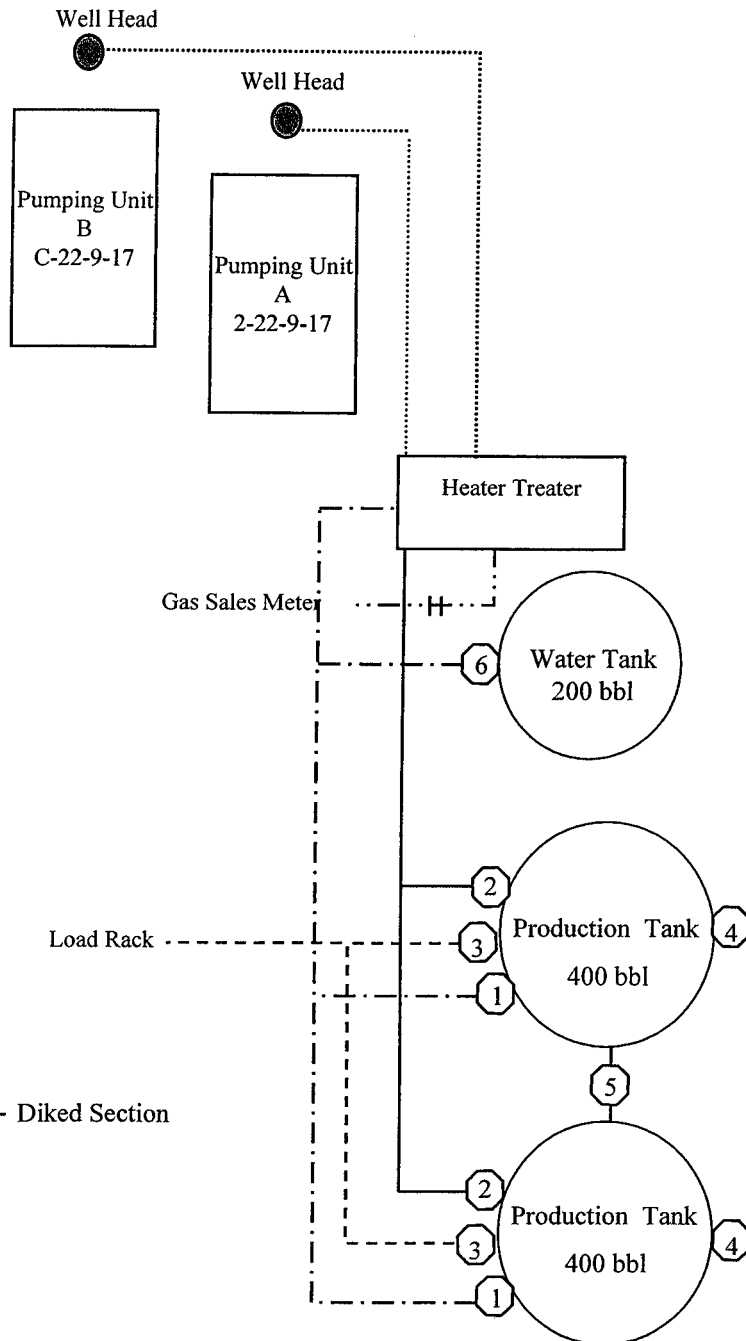 Well Head
Well Head
Pumping Unit
B
C-22-9-17
Pumping Unit
A
2-22-9-17
Heater Treater
Gas Sales Meter
6
Water Tank
200 bbl
2
Production Tank
400 bbl
4
Load Rack
3
1
5
- Diked Section
2
Production Tank
400 bbl
4
3
1